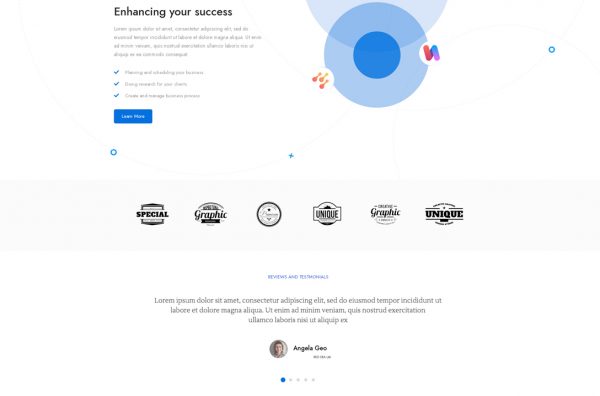 Enhancing your success
Lorem ipsum dolor sit amet, consectetur adipiscing elit, sed do
eiusmod tempor incididunt ut labore et dolore magna aliqua. Ut enim
ad minim veniam, quis nostrud exercitation ullamco laboris nisi ut
aliquip ex ea commodo consequat
Planning and scheduling your business
Doing research for your clients
Create and manage business process
Learn More
SPECIAL
Graphic
Premium
UNIQUE
CREATIVE
Graphic
UNIQUE
REVIEWS AND TESTIMONIALS
Lorem ipsum dolor sit amet, consectetur adipiscing elit, sed do eiusmod tempor incididunt ut
labore et dolore magna aliqua. Ut enim ad minim veniam, quis nostrud exercitation
ullamco laboris nisi ut aliquip ex
Angela Geo